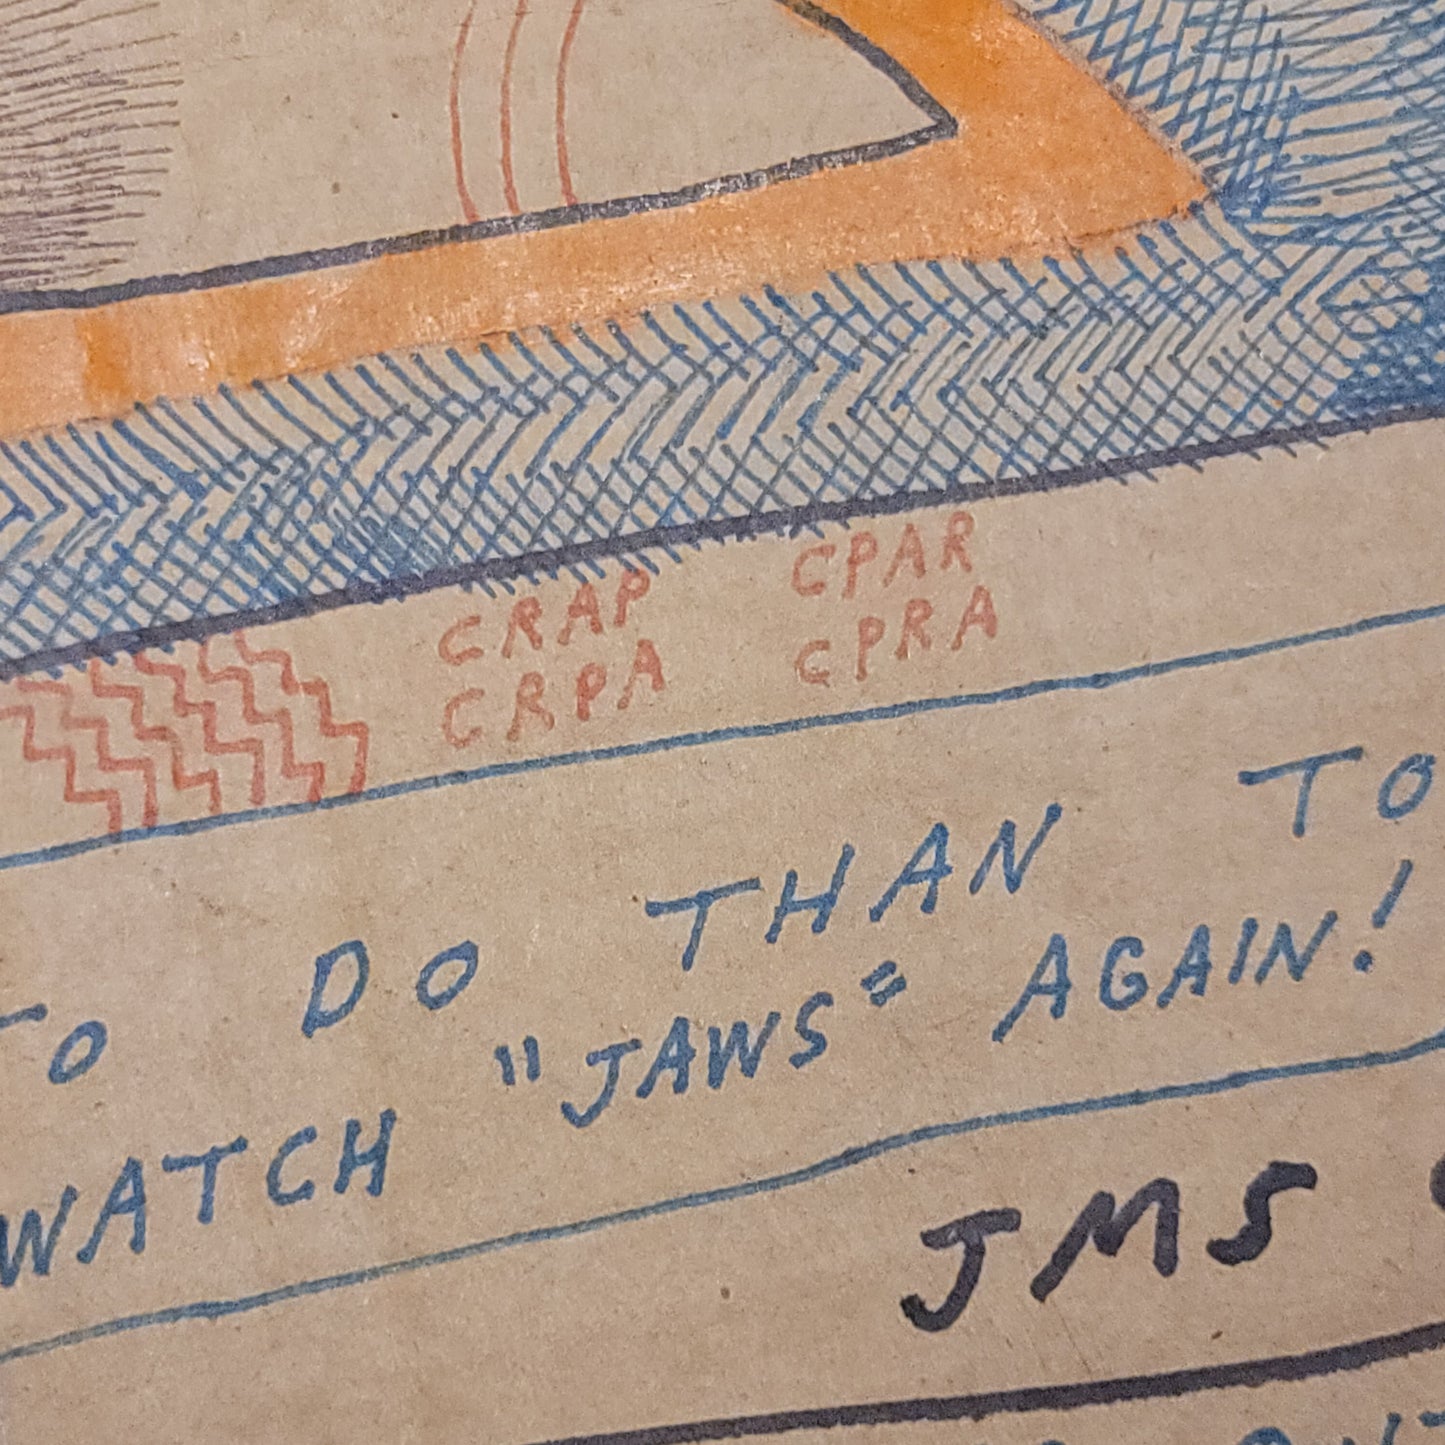 CRAP CPAR
CRPA CPRA
TO DO THAN TO
WATCH "JAWS" AGAIN!
JMS